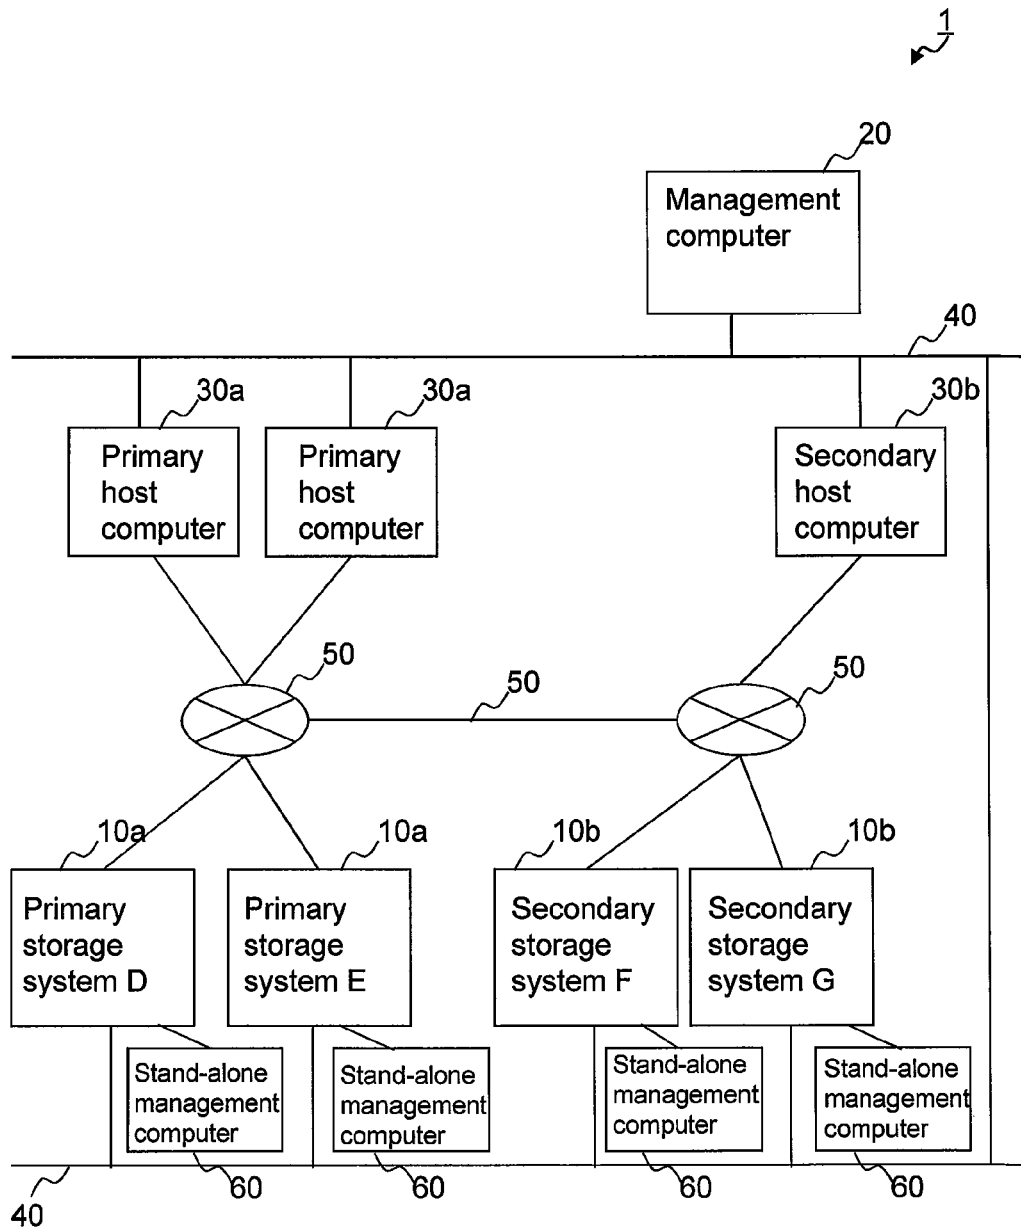 1
20
Management
computer
40
30a
30a
30b
Primary
host
computer
Primary
host
computer
Secondary
host
computer
50
50
50
10a
10a
10b
10b
Primary
storage
system D
Primary
storage
system E
Secondary
storage
system F
Secondary
storage
system G
Stand-alone
management
computer
Stand-alone
management
computer
Stand-alone
management
computer
Stand-alone
management
computer
40
60
60
60
60